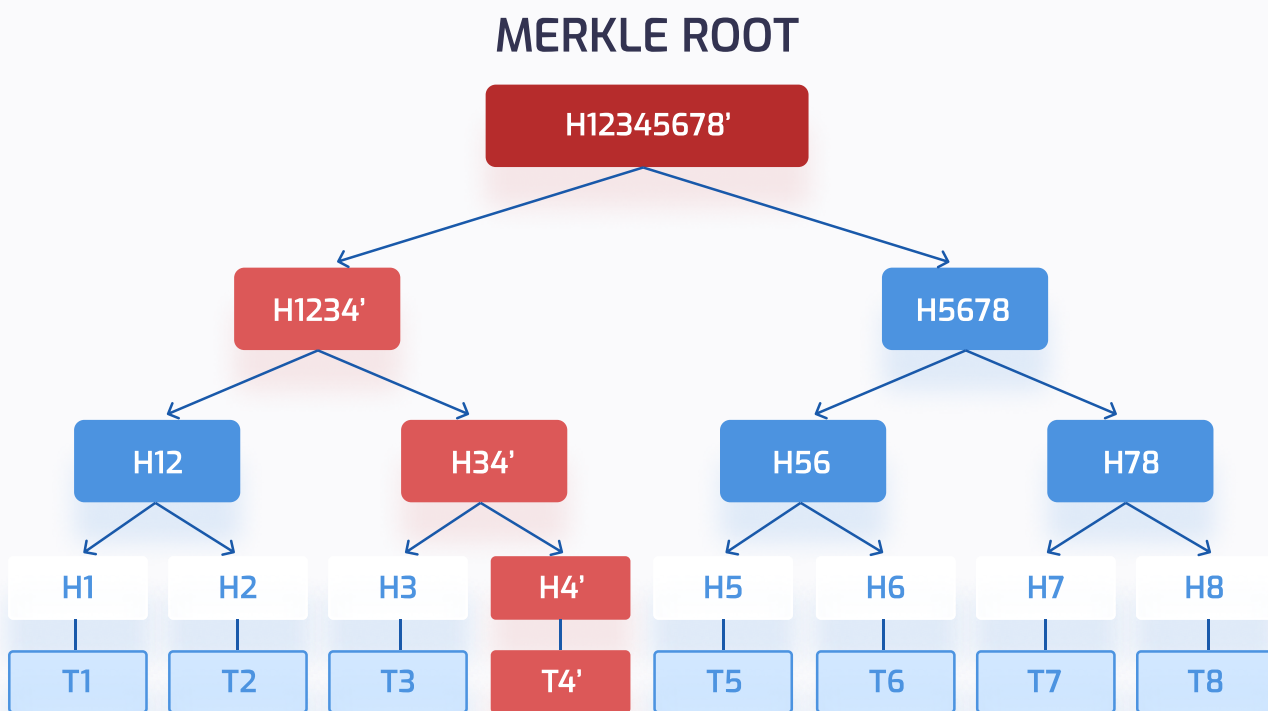 MERKLE ROOT
H12345678’
H1234’
H5678
H12
H34’
H56
H78
H1
H2
H3
H4’
H5
H6
H7
H8
T1
T2
T3
T4’
T5
T6
T7
T8